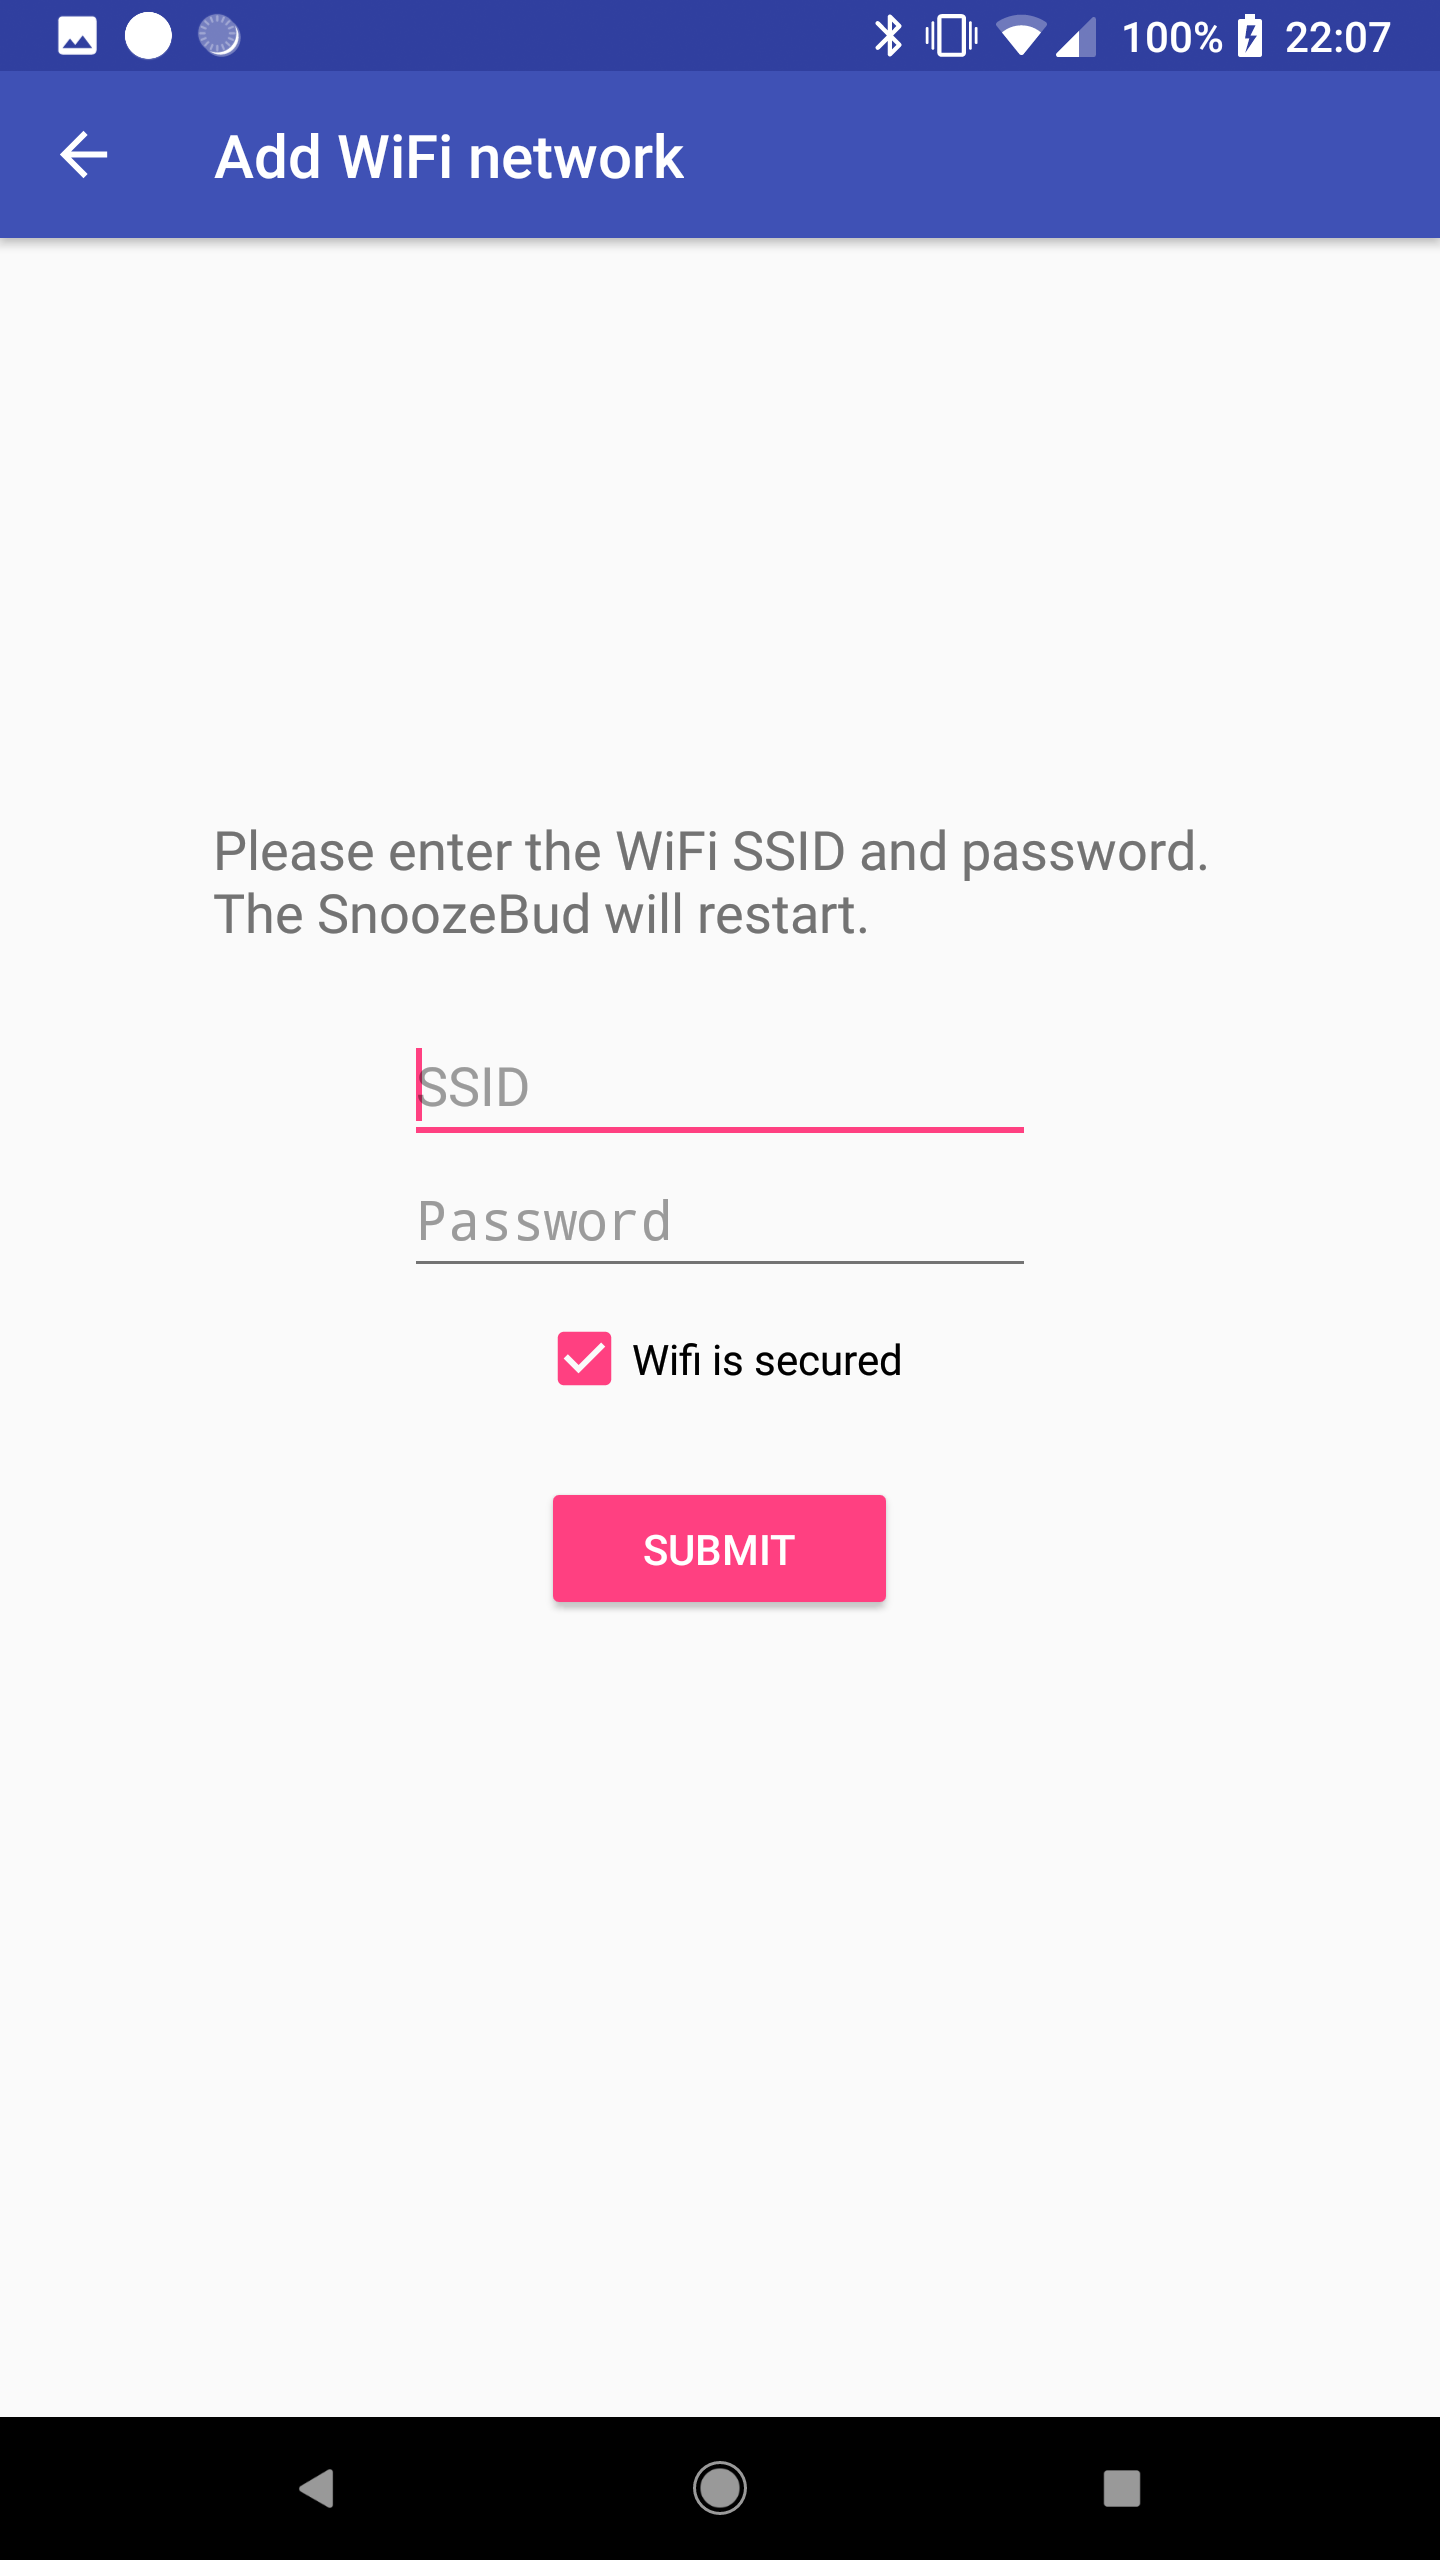 100% 22:07
Add WiFi network
Please enter the WiFi SSID and password.
The SnoozeBud will restart.
SSID
Password
Wifi is secured
SUBMIT